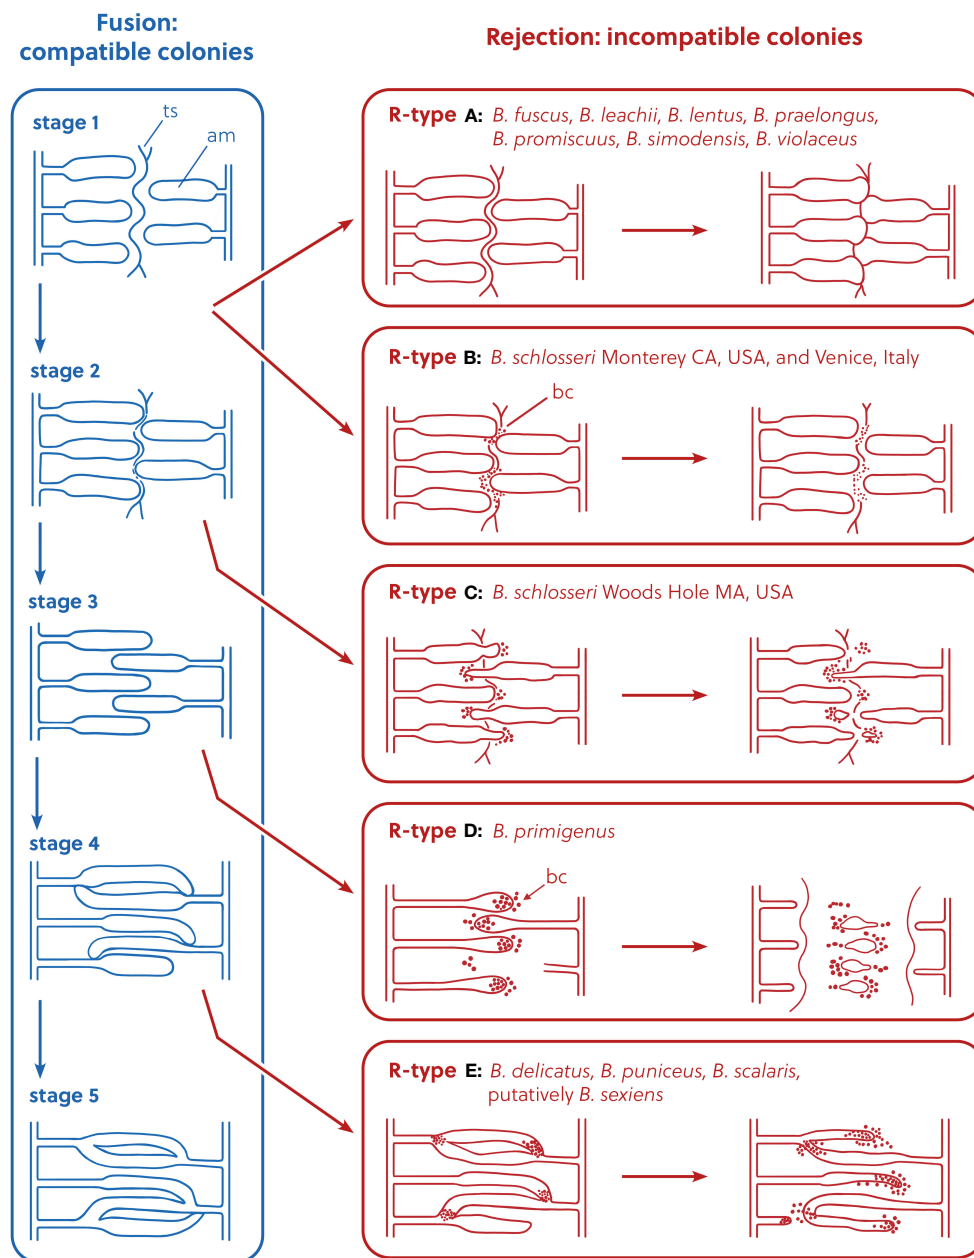 Fusion:
compatible colonies
stage 1
ts
am
stage 2
stage 3
stage 4
stage 5
Rejection: incompatible colonies
R-type A: B. fuscus, B. leachii, B. lentus, B. praelongus,
B. promiscuus, B. simodensis, B. violaceus
R-type B: B. schlosseri Monterey CA, USA, and Venice, Italy
bc
R-type C: B. schlosseri Woods Hole MA, USA
R-type D: B. primigenus
bc
R-type E: B. delicatus, B. puniceus, B. scalaris,
putatively B. sexiens